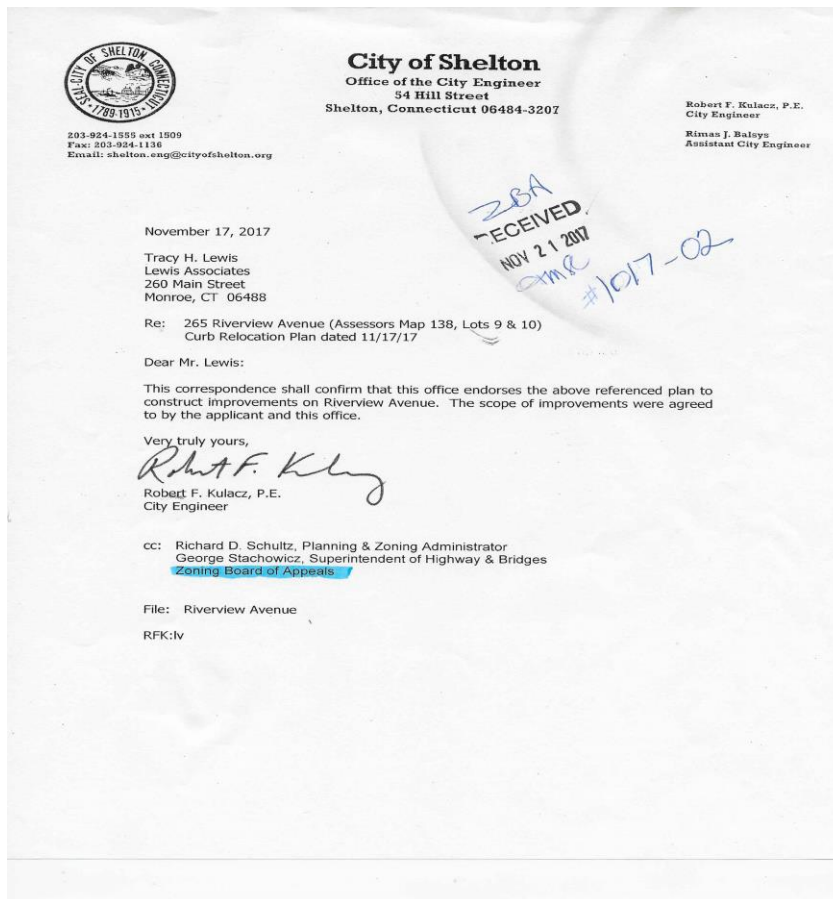 SEAL-CITY OF SHELTON, CONNECTICUT
1789-1915
203-924-1555 ext 1509
Fax: 203-924-1136
Email: shelton.eng@cityofshelton.org
City of Shelton
Office of the City Engineer
54 Hill Street
Shelton, Connecticut 06484-3207
Robert F. Kulacz, P.E.
City Engineer
Rimas J. Balsys
Assistant City Engineer
ZBA
RECEIVED
NOV 21 2017
#1017-02
November 17, 2017
Tracy H. Lewis
Lewis Associates
260 Main Street
Monroe, CT 06488
Re: 265 Riverview Avenue (Assessors Map 138, Lots 9 & 10)
Curb Relocation Plan dated 11/17/17
Dear Mr. Lewis:
This correspondence shall confirm that this office endorses the above referenced plan to
construct improvements on Riverview Avenue. The scope of improvements were agreed
to by the applicant and this office.
Very truly yours,
Robert F. Kulacz
Robert F. Kulacz, P.E.
City Engineer
cc: Richard D. Schultz, Planning & Zoning Administrator
George Stachowicz, Superintendent of Highway & Bridges
Zoning Board of Appeals
File: Riverview Avenue
RFK:lv